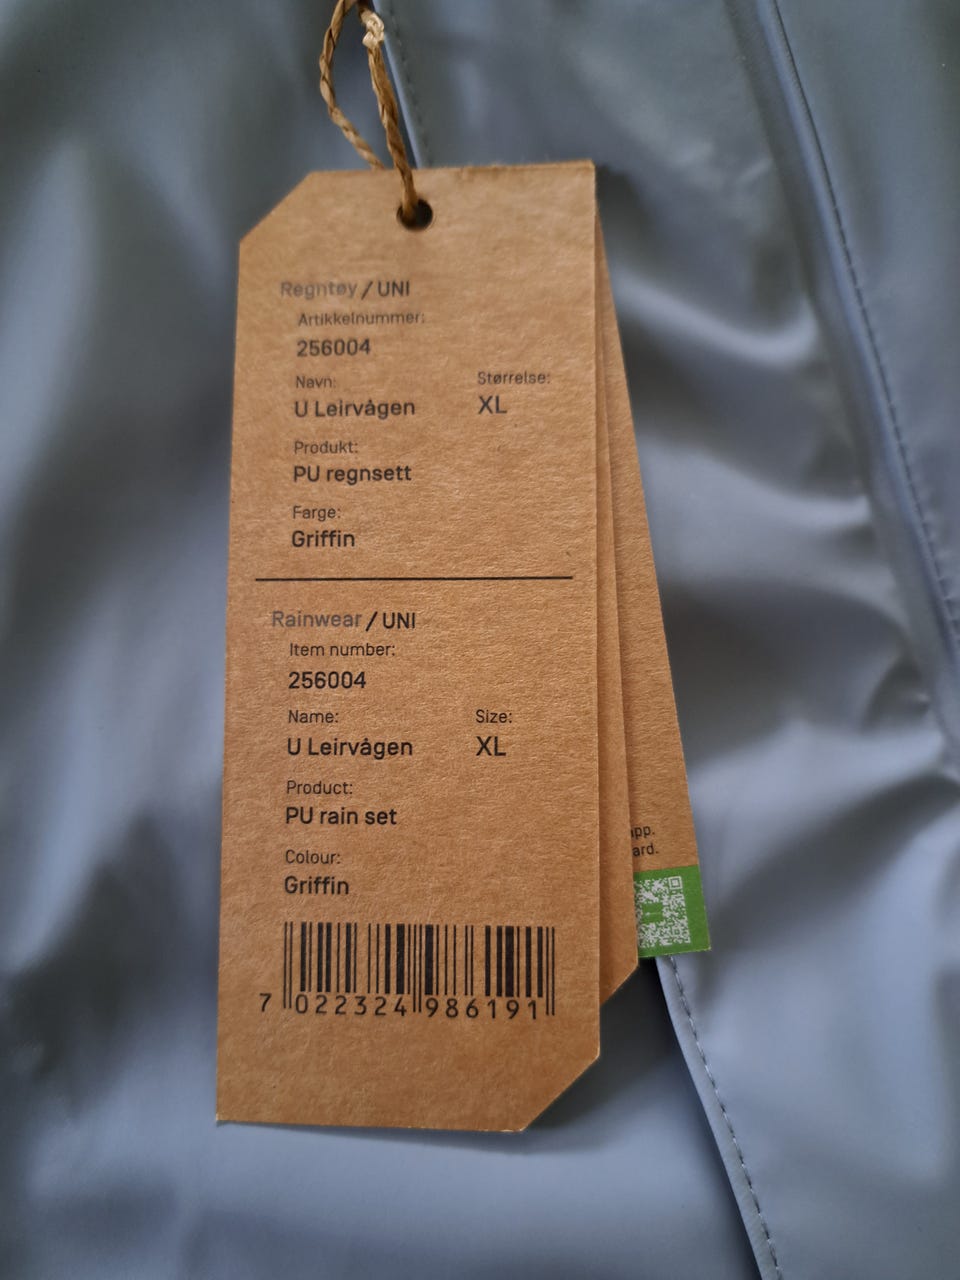 Regntøy / UNI
Artikkelnummer:
256004
Navn: Størrelse:
U Leirvågen XL
Produkt:
PU regnsett
Farge:
Griffin
Rainwear / UNI
Item number:
256004
Name: Size:
U Leirvågen XL
Product:
PU rain set
Colour:
Griffin
7 022324 986191